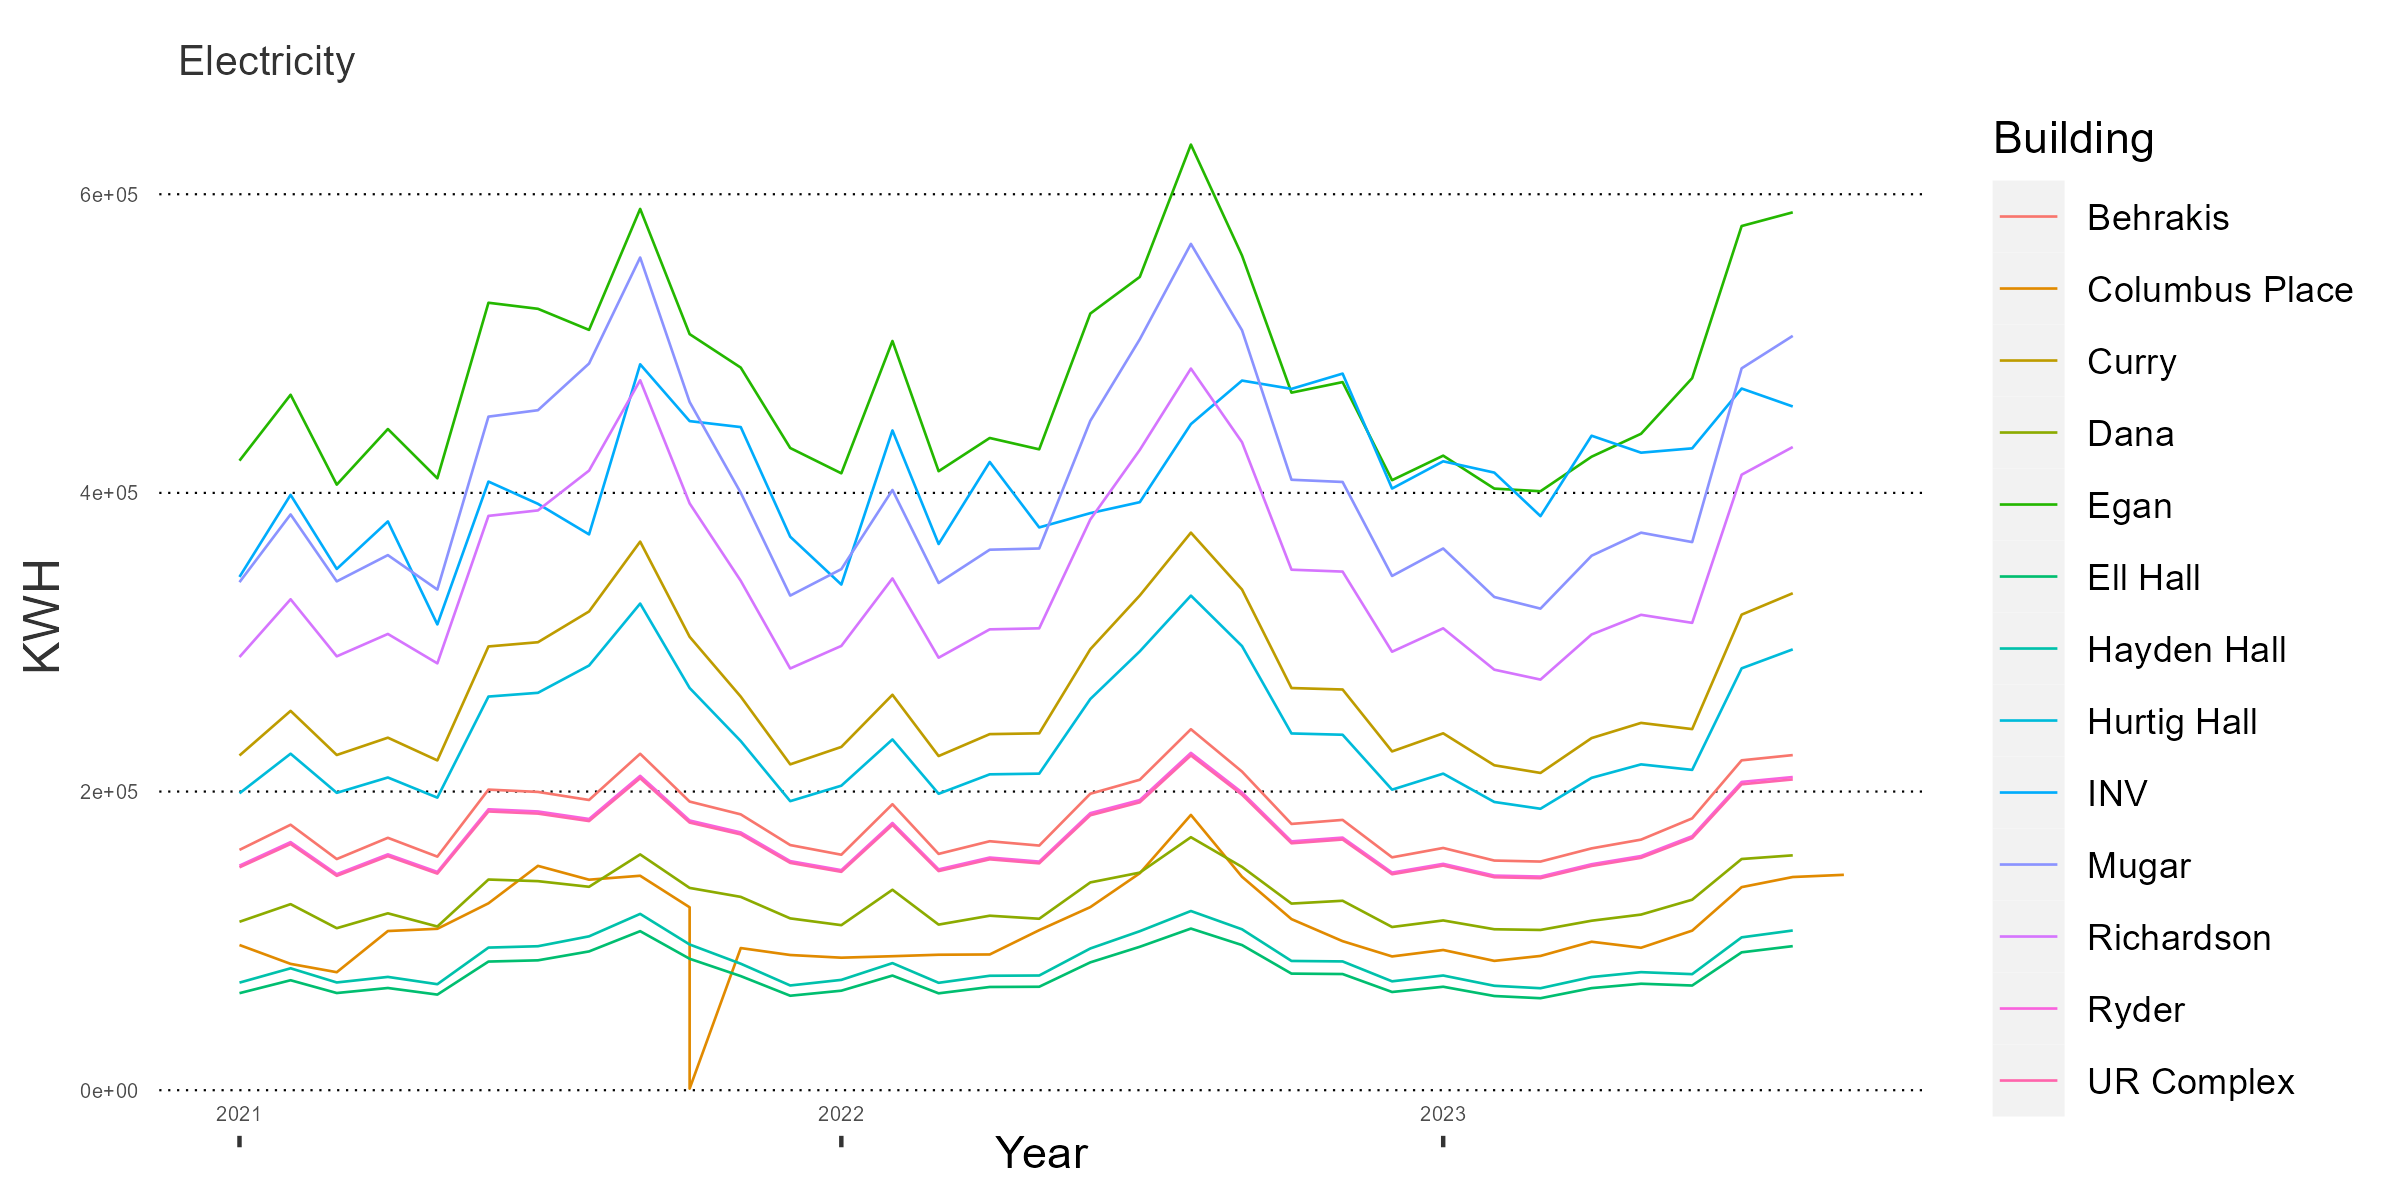 Electricity
KWH
6e+05
4e+05
2e+05
0e+00
2021 2022 2023
Year
Building
Behrakis
Columbus Place
Curry
Dana
Egan
Ell Hall
Hayden Hall
Hurtig Hall
INV
Mugar
Richardson
Ryder
UR Complex